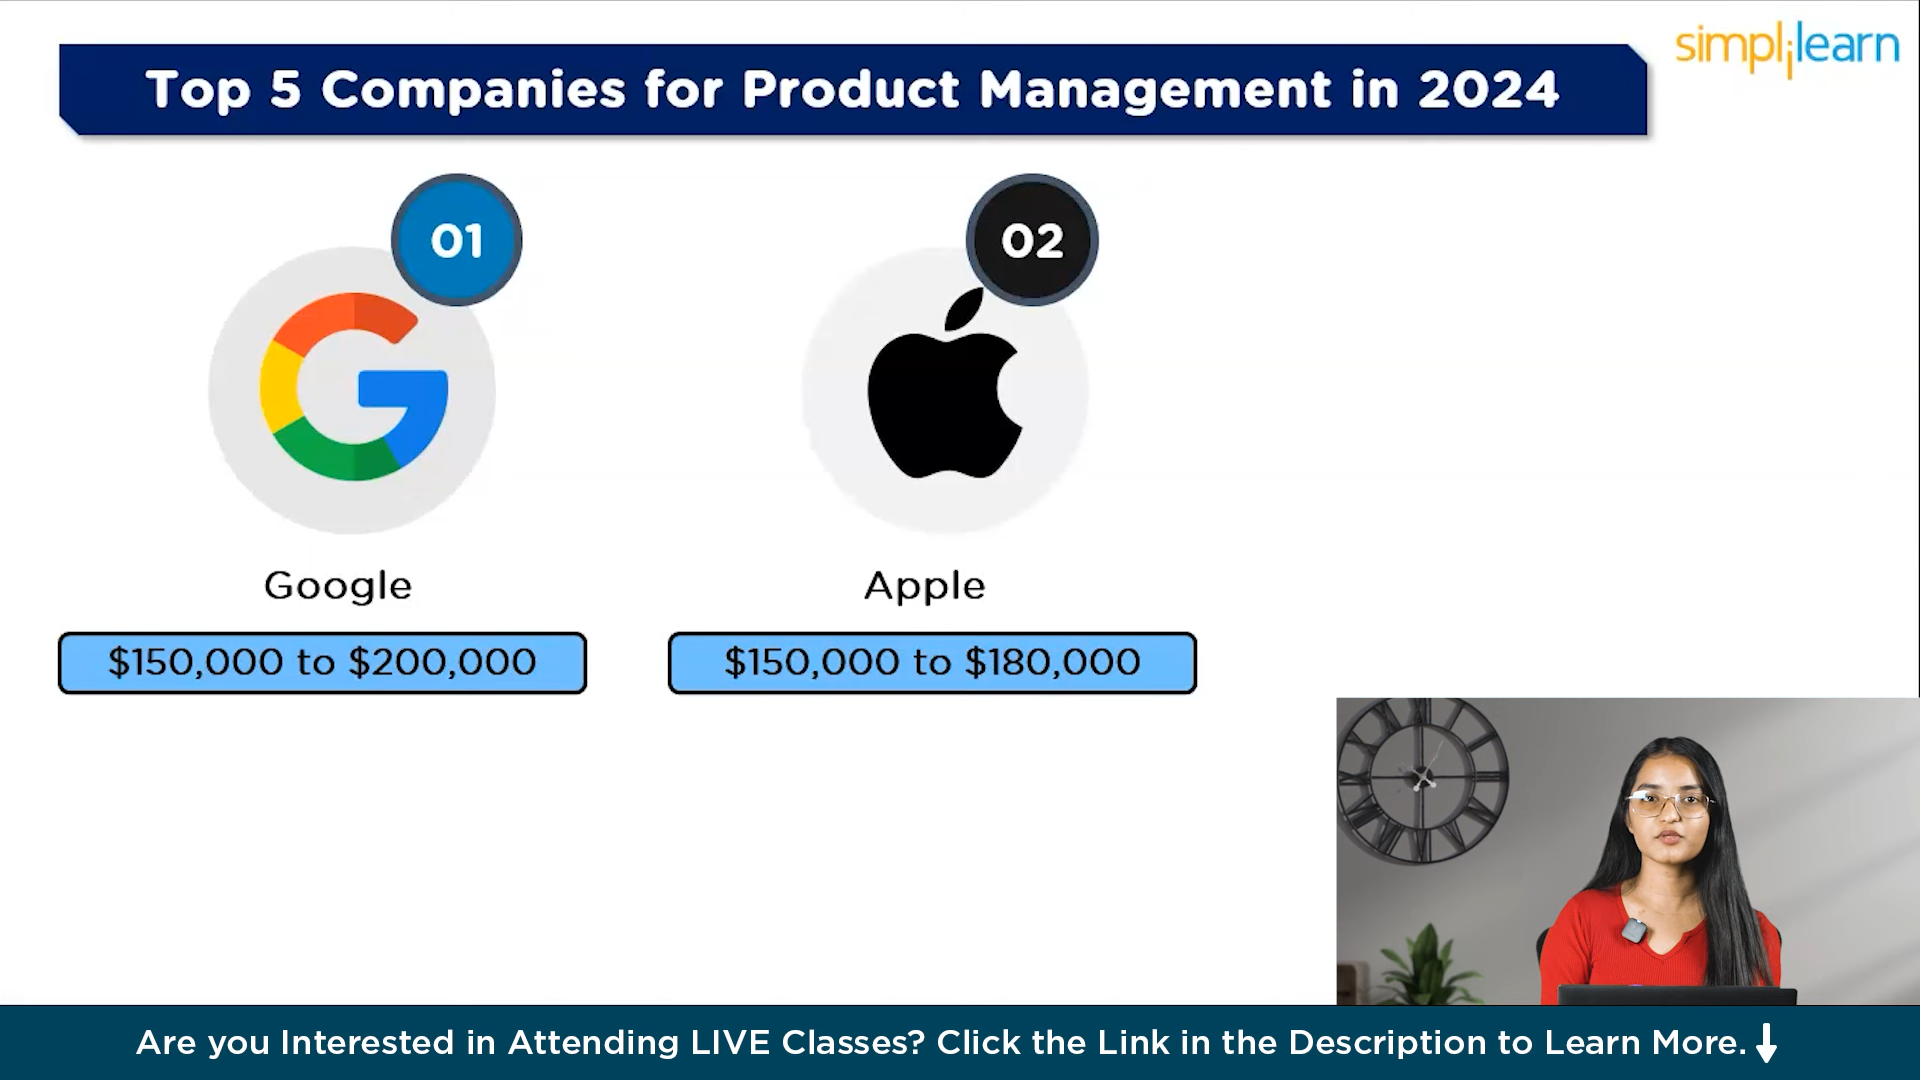 simplilearn
Top 5 Companies for Product Management in 2024
01
02
Google
Apple
$150,000 to $200,000
$150,000 to $180,000
Are you Interested in Attending LIVE Classes? Click the Link in the Description to Learn More.